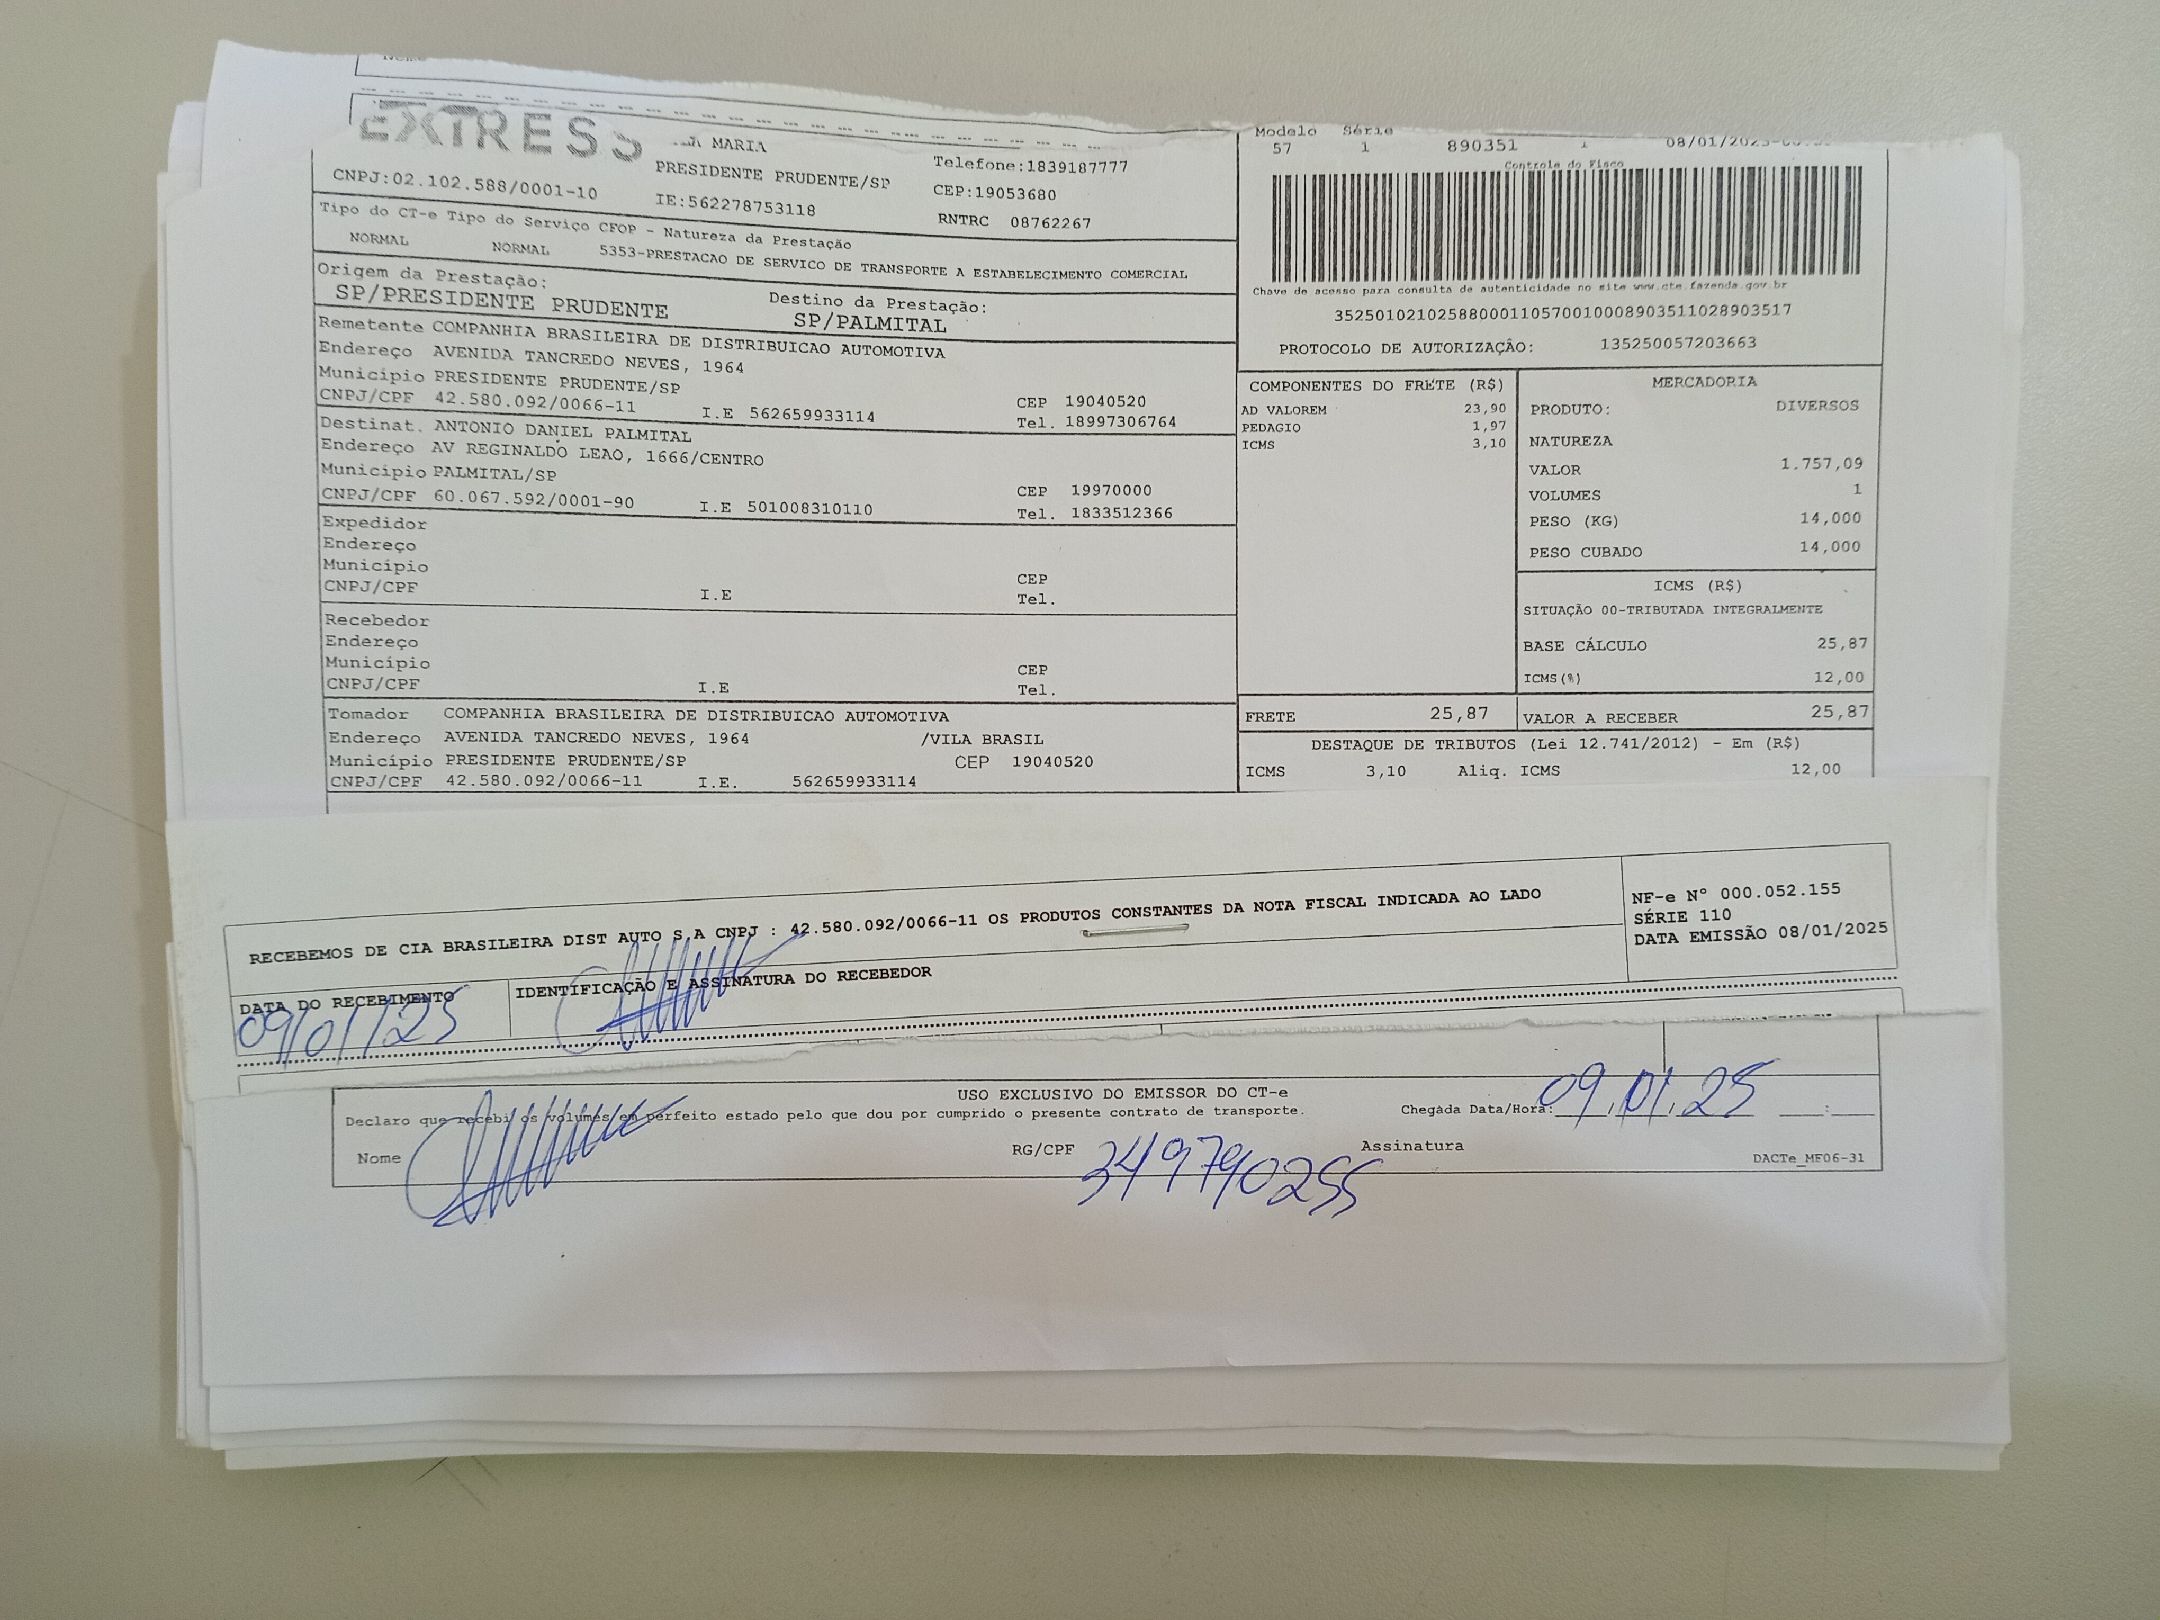 Nome
EXTRESS
MARIA
PRESIDENTE PRUDENTE/SP
CNPJ:02.102.588/0001-10
IE:562278753118
Telefone:1839187777
CEP:19053680
RNTRC 08762267
Modelo Série
57 1 890351 1 08/01/2025
Controle do Fisco
Chave de acesso para consulta de autenticidade no site www.cte.fazenda.gov.br
35250102102588000110570010008903511028903517
PROTOCOLO DE AUTORIZAÇÃO: 135250057203663
Tipo do CT-e Tipo do Serviço CFOP - Natureza da Prestação
NORMAL NORMAL 5353-PRESTACAO DE SERVICO DE TRANSPORTE A ESTABELECIMENTO COMERCIAL
Origem da Prestação:
SP/PRESIDENTE PRUDENTE
Destino da Prestação:
SP/PALMITAL
Remetente COMPANHIA BRASILEIRA DE DISTRIBUICAO AUTOMOTIVA
Endereço AVENIDA TANCREDO NEVES, 1964
Município PRESIDENTE PRUDENTE/SP CEP 19040520
CNPJ/CPF 42.580.092/0066-11 I.E 562659933114 Tel. 18997306764
Destinat. ANTONIO DANIEL PALMITAL
Endereço AV REGINALDO LEAO, 1666/CENTRO
Município PALMITAL/SP CEP 19970000
CNPJ/CPF 60.067.592/0001-90 I.E 501008310110 Tel. 1833512366
Expedidor
Endereço
Município CEP
CNPJ/CPF I.E Tel.
Recebedor
Endereço
Município CEP
CNPJ/CPF I.E Tel.
Tomador COMPANHIA BRASILEIRA DE DISTRIBUICAO AUTOMOTIVA
Endereço AVENIDA TANCREDO NEVES, 1964 /VILA BRASIL
Município PRESIDENTE PRUDENTE/SP CEP 19040520
CNPJ/CPF 42.580.092/0066-11 I.E. 562659933114
COMPONENTES DO FRETE (R$)
AD VALOREM 23,90
PEDAGIO 1,97
ICMS 3,10
MERCADORIA
PRODUTO: DIVERSOS
NATUREZA
VALOR 1.757,09
VOLUMES 1
PESO (KG) 14,000
PESO CUBADO 14,000
ICMS (R$)
SITUAÇÃO 00-TRIBUTADA INTEGRALMENTE
BASE CÁLCULO 25,87
ICMS(%) 12,00
FRETE 25,87 VALOR A RECEBER 25,87
DESTAQUE DE TRIBUTOS (Lei 12.741/2012) - Em (R$)
ICMS 3,10 Aliq. ICMS 12,00
RECEBEMOS DE CIA BRASILEIRA DIST AUTO S.A CNPJ : 42.580.092/0066-11 OS PRODUTOS CONSTANTES DA NOTA FISCAL INDICADA AO LADO
NF-e Nº 000.052.155
SÉRIE 110
DATA EMISSÃO 08/01/2025
DATA DO RECEBIMENTO IDENTIFICAÇÃO E ASSINATURA DO RECEBEDOR
09/01/25
USO EXCLUSIVO DO EMISSOR DO CT-e
Declaro que recebi os volumes em perfeito estado pelo que dou por cumprido o presente contrato de transporte. Chegada Data/Hora: 09.01.25 :
Nome RG/CPF 349790255 Assinatura
DACTe_MF06-31